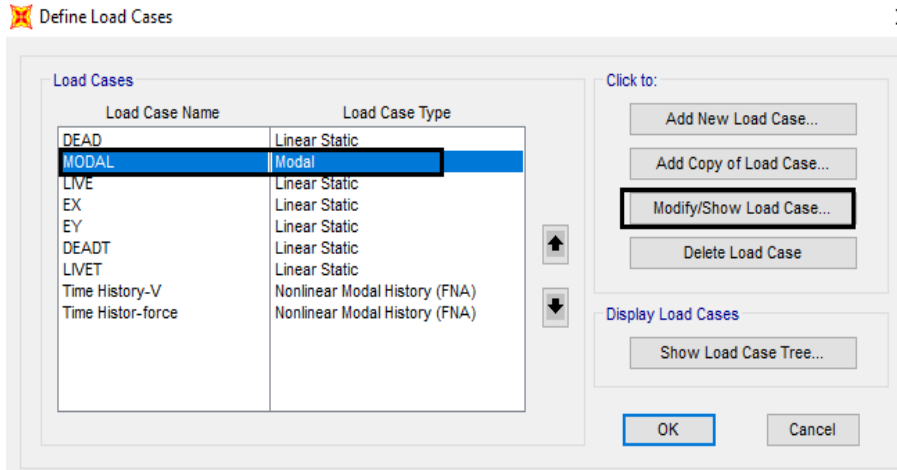 Define Load Cases
Load Cases
Click to:
Load Case Name Load Case Type
DEAD Linear Static
MODAL Modal
LIVE Linear Static
EX Linear Static
EY Linear Static
DEADT Linear Static
LIVET Linear Static
Time History-V Nonlinear Modal History (FNA)
Time Histor-force Nonlinear Modal History (FNA)
Add New Load Case...
Add Copy of Load Case...
Modify/Show Load Case...
Delete Load Case
Display Load Cases
Show Load Case Tree...
OK Cancel